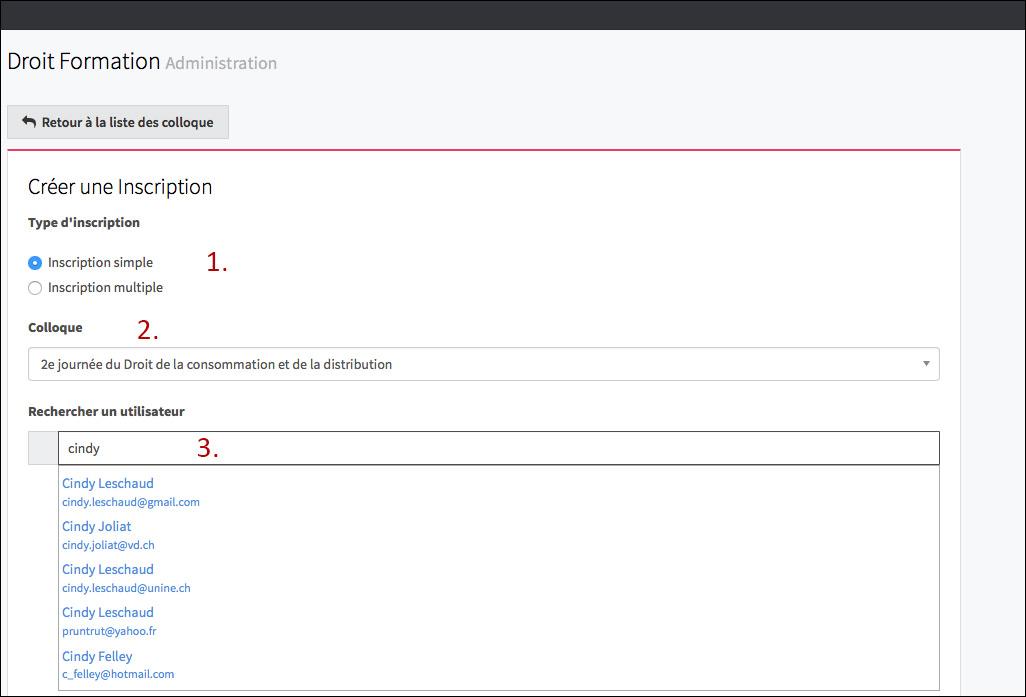 Droit Formation Administration
Retour à la liste des colloque
Créer une Inscription
Type d'inscription
Inscription simple 1.
Inscription multiple
Colloque 2.
2e journée du Droit de la consommation et de la distribution
Rechercher un utilisateur
cindy 3.
Cindy Leschaud
cindy.leschaud@gmail.com
Cindy Joliat
cindy.joliat@vd.ch
Cindy Leschaud
cindy.leschaud@unine.ch
Cindy Leschaud
pruntrut@yahoo.fr
Cindy Felley
c_felley@hotmail.com